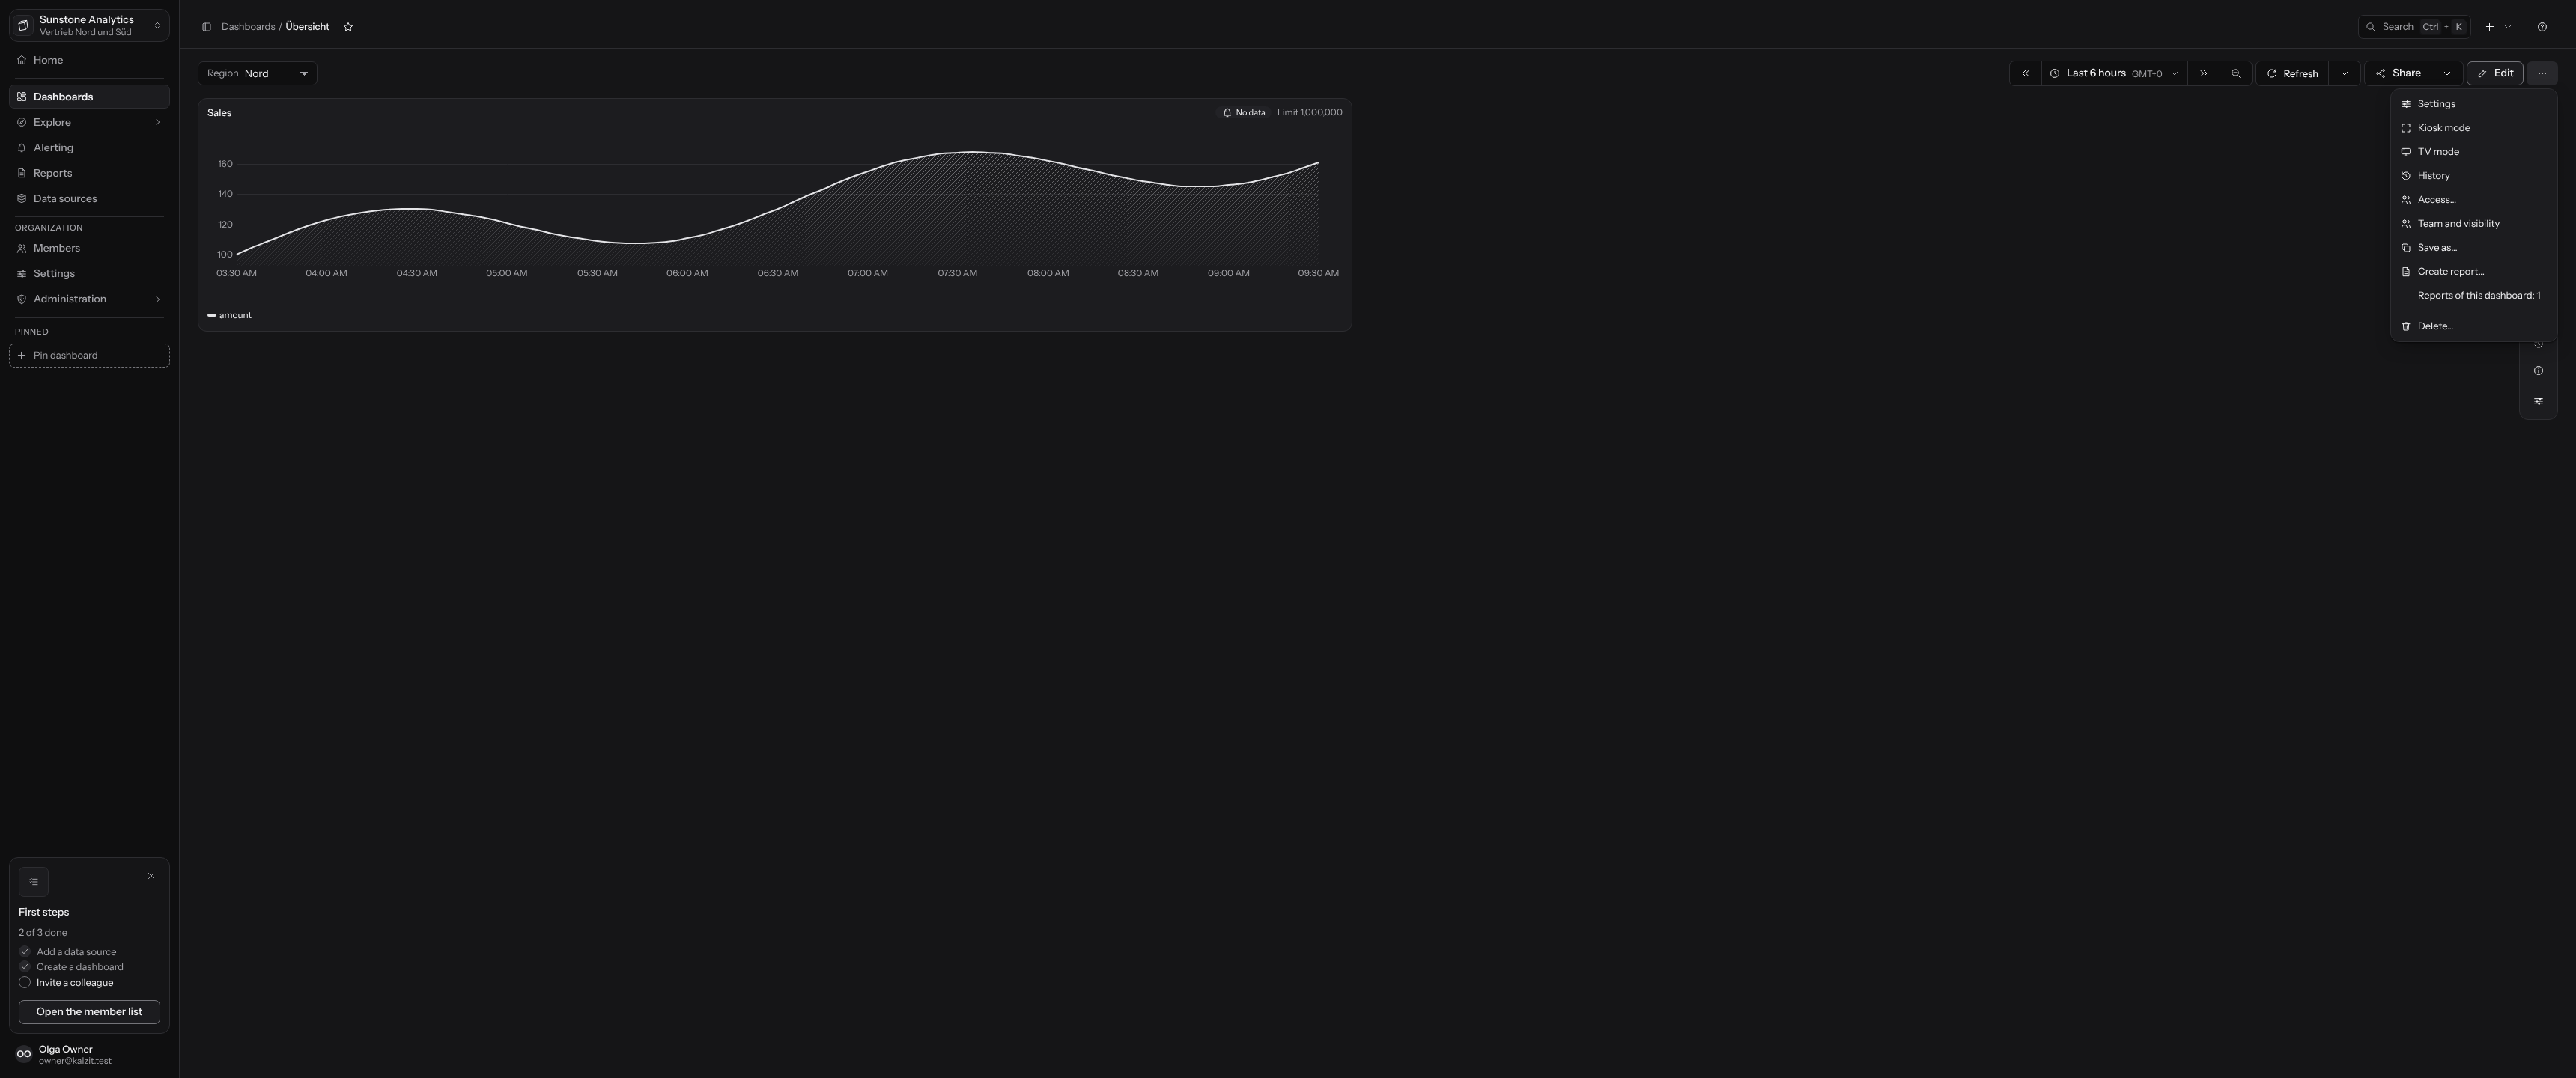 Sunstone Analytics
Vertrieb Nord und Süd
Home
Dashboards
Explore
Alerting
Reports
Data sources
ORGANIZATION
Members
Settings
Administration
PINNED
Pin dashboard
First steps
2 of 3 done
Add a data source
Create a dashboard
Invite a colleague
Open the member list
OO
Olga Owner
owner@kalzit.test
Dashboards / Übersicht
Search Ctrl + K
Region Nord
Last 6 hours GMT+0
Refresh
Share
Edit
Sales
No data
Limit 1,000,000
160
140
120
100
03:30 AM 04:00 AM 04:30 AM 05:00 AM 05:30 AM 06:00 AM 06:30 AM 07:00 AM 07:30 AM 08:00 AM 08:30 AM 09:00 AM 09:30 AM
amount
Settings
Kiosk mode
TV mode
History
Access...
Team and visibility
Save as...
Create report...
Reports of this dashboard: 1
Delete...